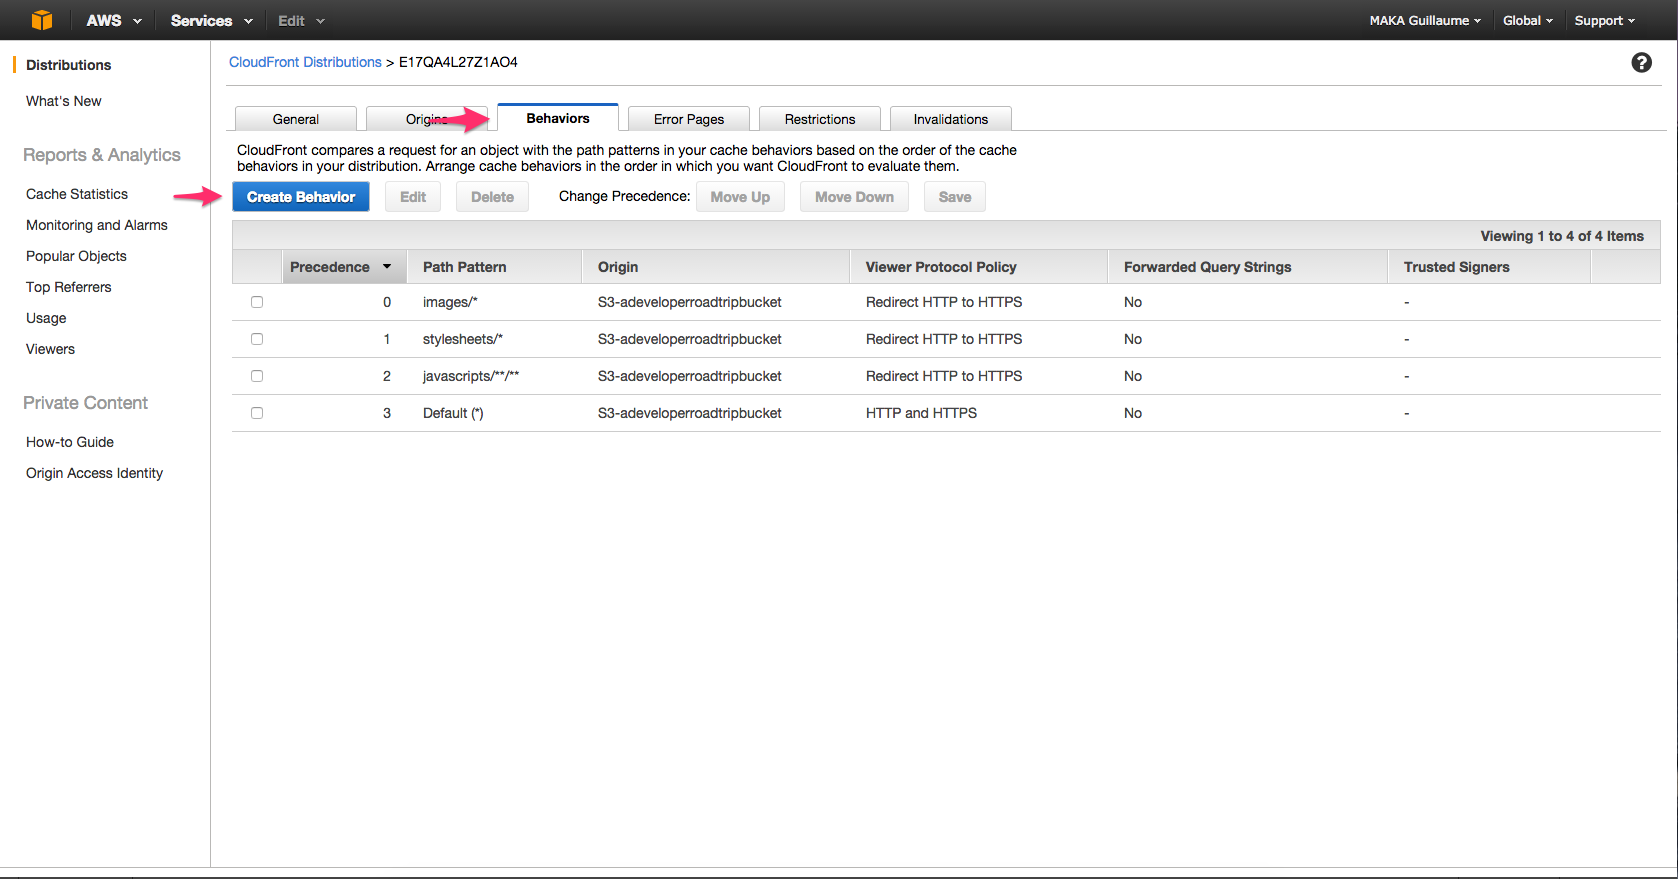 AWS Services Edit MAKA Guillaume Global Support
Distributions
What's New
Reports & Analytics
Cache Statistics
Monitoring and Alarms
Popular Objects
Top Referrers
Usage
Viewers
Private Content
How-to Guide
Origin Access Identity
CloudFront Distributions > E17QA4L27Z1AO4
?
General Origins Behaviors Error Pages Restrictions Invalidations
CloudFront compares a request for an object with the path patterns in your cache behaviors based on the order of the cache
behaviors in your distribution. Arrange cache behaviors in the order in which you want CloudFront to evaluate them.
Create Behavior Edit Delete Change Precedence: Move Up Move Down Save
Viewing 1 to 4 of 4 Items
Precedence Path Pattern Origin Viewer Protocol Policy Forwarded Query Strings Trusted Signers
0 images/* S3-adeveloperroadtripbucket Redirect HTTP to HTTPS No -
1 stylesheets/* S3-adeveloperroadtripbucket Redirect HTTP to HTTPS No -
2 javascripts/**/** S3-adeveloperroadtripbucket Redirect HTTP to HTTPS No -
3 Default (*) S3-adeveloperroadtripbucket HTTP and HTTPS No -